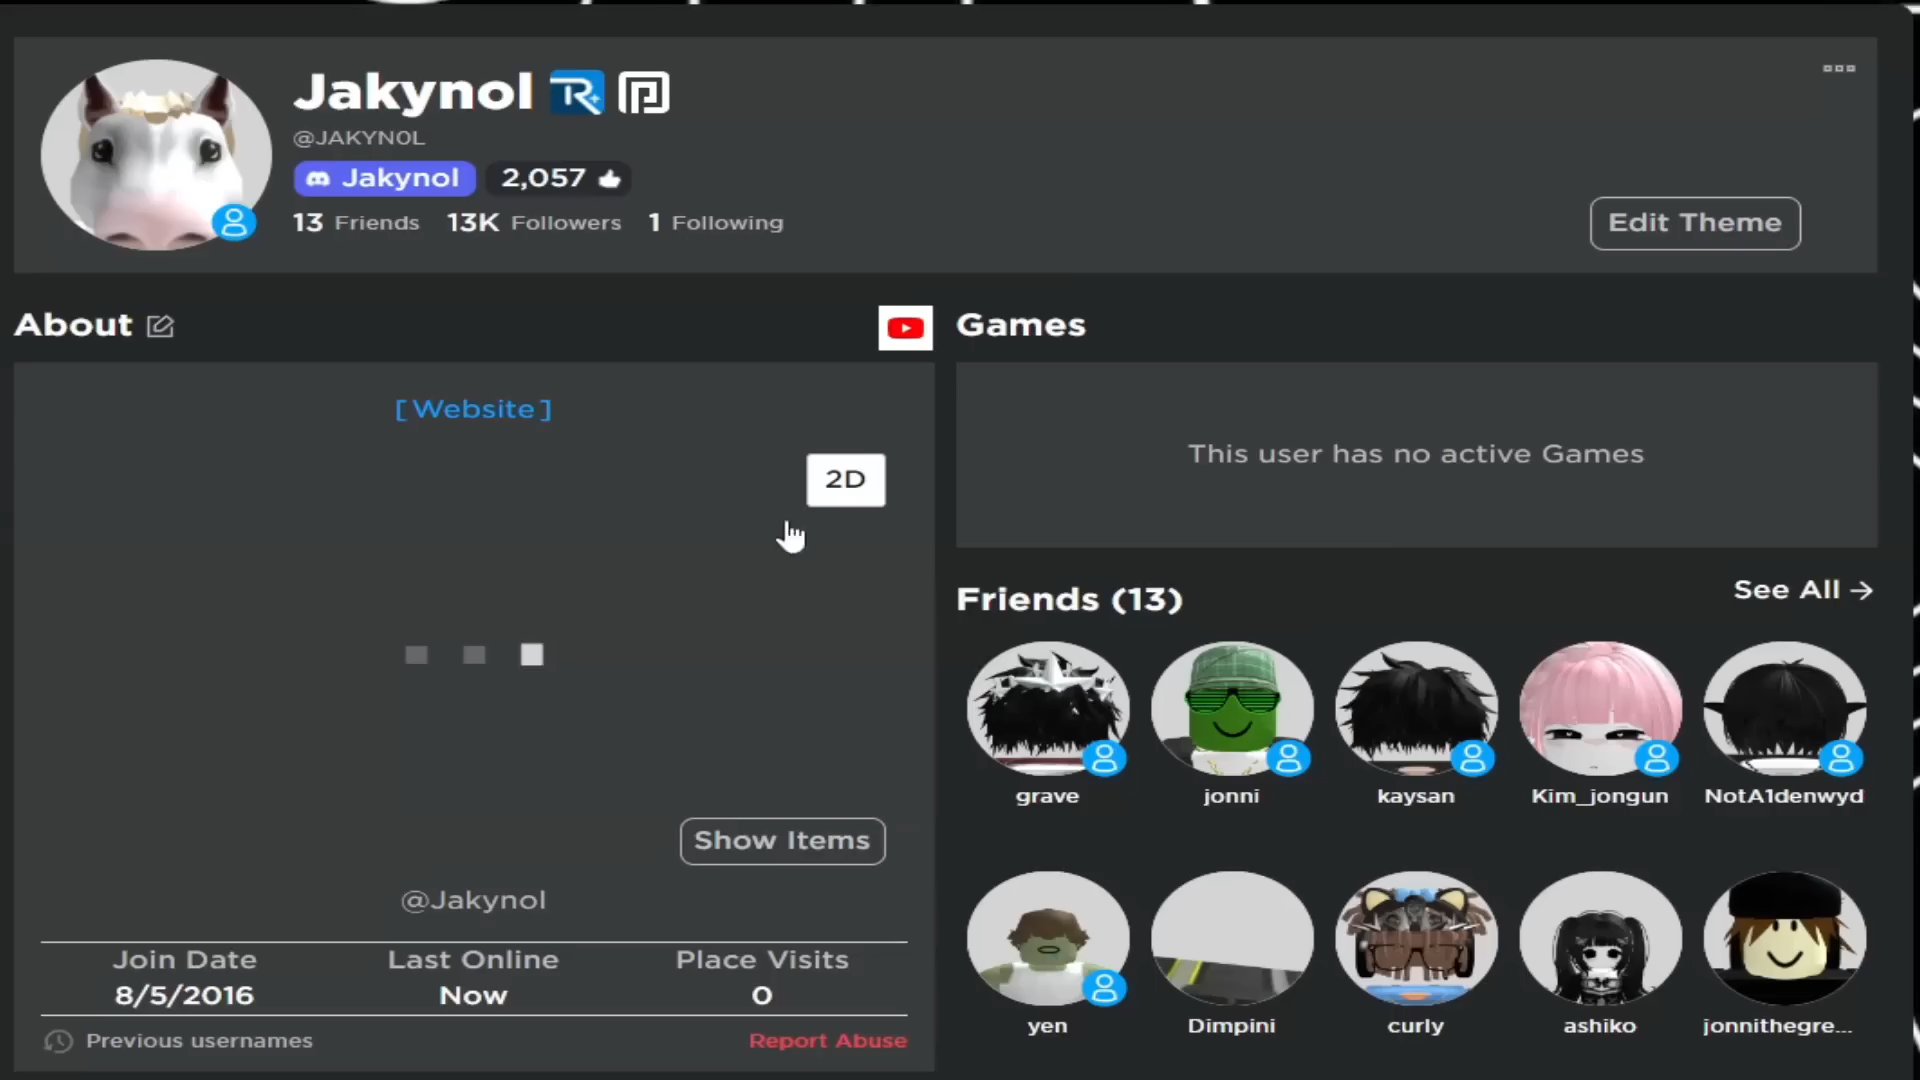 Jakynol
@JAKYN0L
Jakynol 2,057
13 Friends 13K Followers 1 Following
Edit Theme
About
[ Website ]
2D
Show Items
@Jakynol
Join Date Last Online Place Visits
8/5/2016 Now 0
Previous usernames Report Abuse
Games
This user has no active Games
Friends (13) See All →
grave jonni kaysan Kim_jongun NotA1denwyd
yen Dimpini curly ashiko jonnithegre...